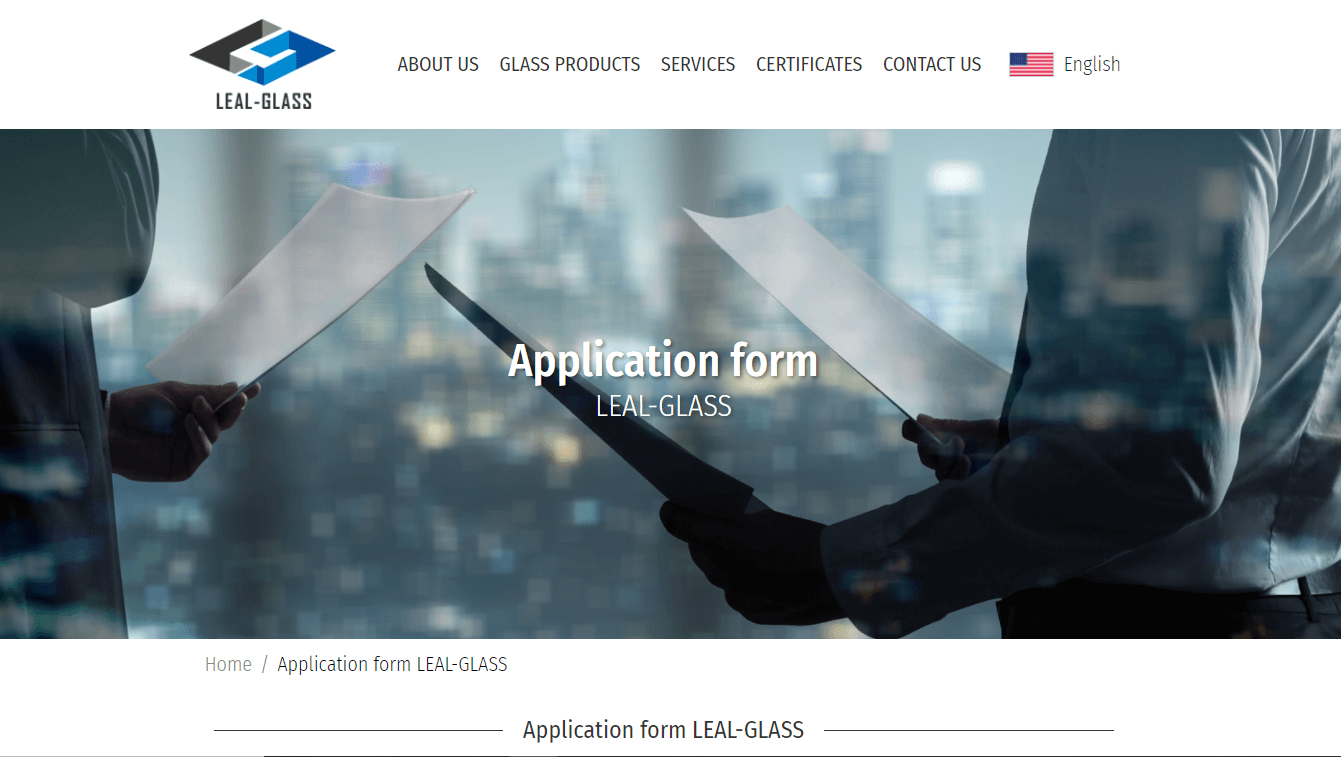 LEAL-GLASS
ABOUT US GLASS PRODUCTS SERVICES CERTIFICATES CONTACT US English
Application form
LEAL-GLASS
Home / Application form LEAL-GLASS
Application form LEAL-GLASS